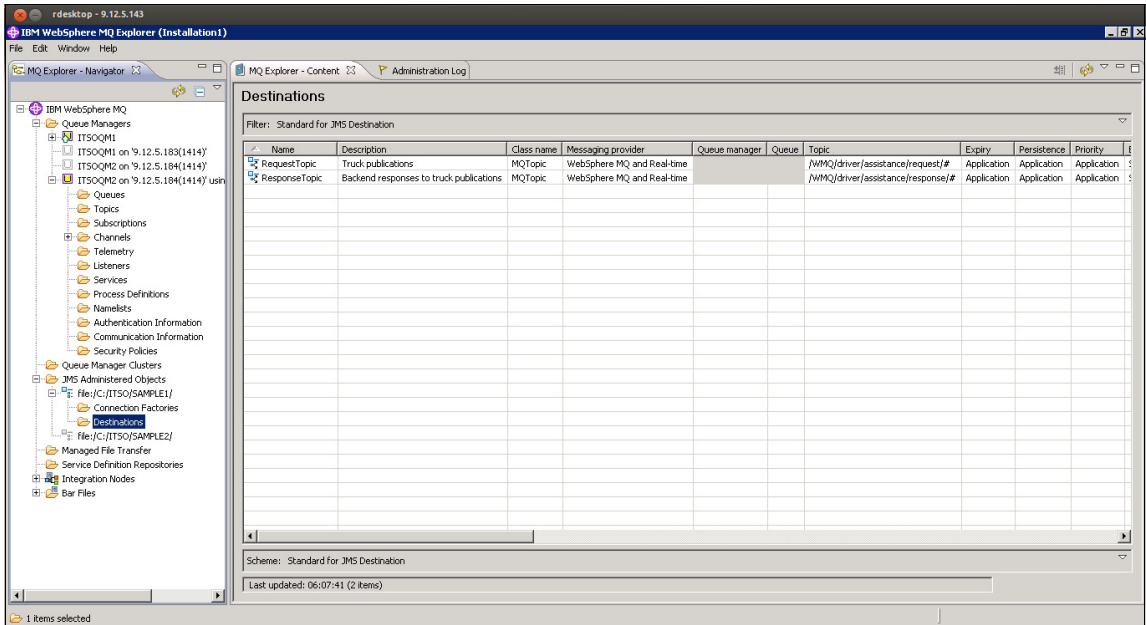 rdesktop - 9.12.5.143
IBM WebSphere MQ Explorer (Installation1)
File Edit Window Help
MQ Explorer - Navigator
MQ Explorer - Content
Administration Log
IBM WebSphere MQ
Queue Managers
ITSOQM1
ITSOQM1 on '9.12.5.183(1414)'
ITSOQM2 on '9.12.5.184(1414)'
ITSOQM2 on '9.12.5.184(1414)' usin
Queues
Topics
Subscriptions
Channels
Telemetry
Listeners
Services
Process Definitions
Namelists
Authentication Information
Communication Information
Security Policies
Queue Manager Clusters
JMS Administered Objects
file:/C:/ITSO/SAMPLE1/
Connection Factories
Destinations
file:/C:/ITSO/SAMPLE2/
Managed File Transfer
Service Definition Repositories
Integration Nodes
Bar Files
Destinations
Filter: Standard for JMS Destination
Name Description Class name Messaging provider Queue manager Queue Topic Expiry Persistence Priority
RequestTopic Truck publications MQTopic WebSphere MQ and Real-time /WMQ/driver/assistance/request/# Application Application Application
ResponseTopic Backend responses to truck publications MQTopic WebSphere MQ and Real-time /WMQ/driver/assistance/response/# Application Application Application
Scheme: Standard for JMS Destination
Last updated: 06:07:41 (2 items)
1 items selected